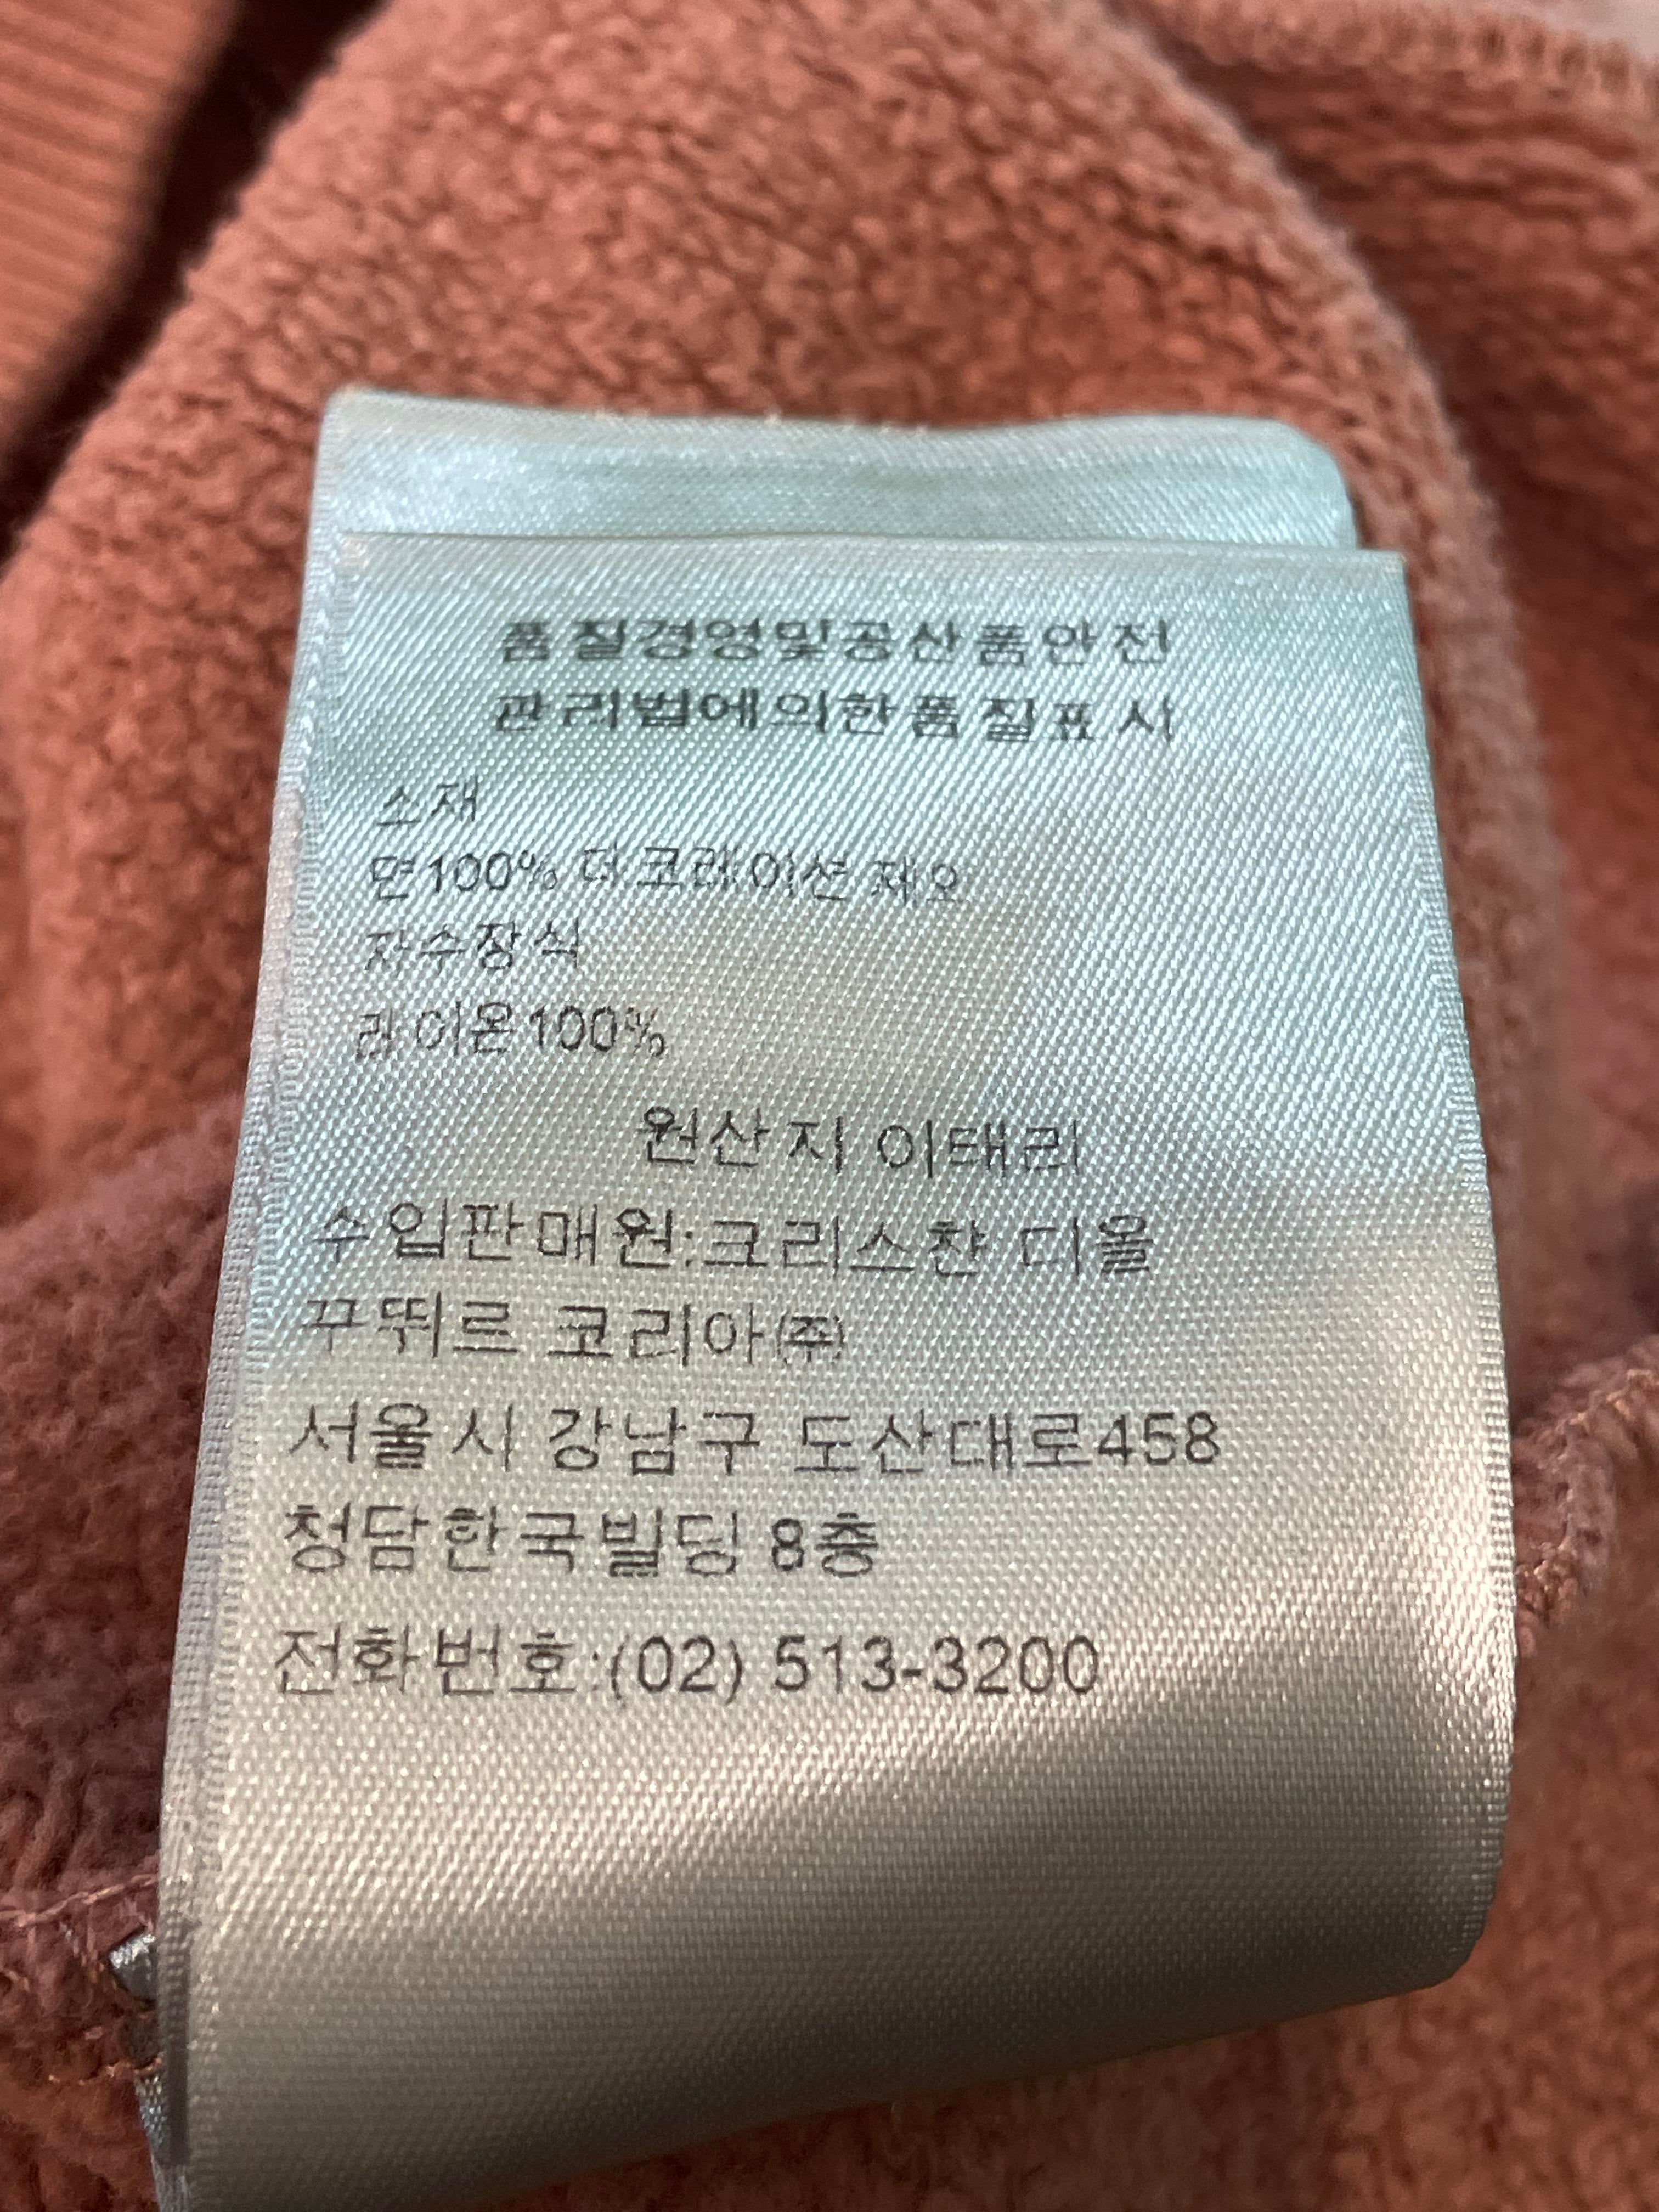 품질경영및공산품안전
관리법에의한품질표시
소재
면100% 더코레이션 제오
자수장식
레이온100%
원산지 이태리
수입판매원:크리스챤 디올
꾸뛰르 코리아㈜
서울시 강남구 도산대로458
청담한국빌딩 8층
전화번호:(02) 513-3200